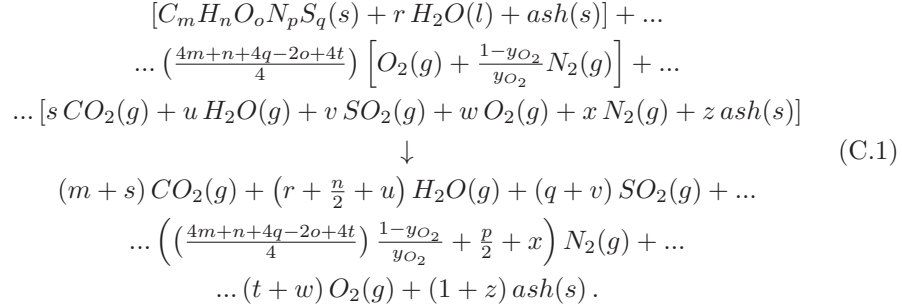 [C_mH_nO_oN_pS_q(s) + r H_2O(l) + ash(s)] + ...
... ((4m+n+4q−2o+4t)/4) [O_2(g) + (1−y_{O_2})/y_{O_2} N_2(g)] + ...
... [s CO_2(g) + u H_2O(g) + v SO_2(g) + w O_2(g) + x N_2(g) + z ash(s)]
↓ (C.1)
(m + s) CO_2(g) + (r + n/2 + u) H_2O(g) + (q + v) SO_2(g) + ...
... (((4m+n+4q−2o+4t)/4) (1−y_{O_2})/y_{O_2} + p/2 + x) N_2(g) + ...
... (t + w) O_2(g) + (1 + z) ash(s) .